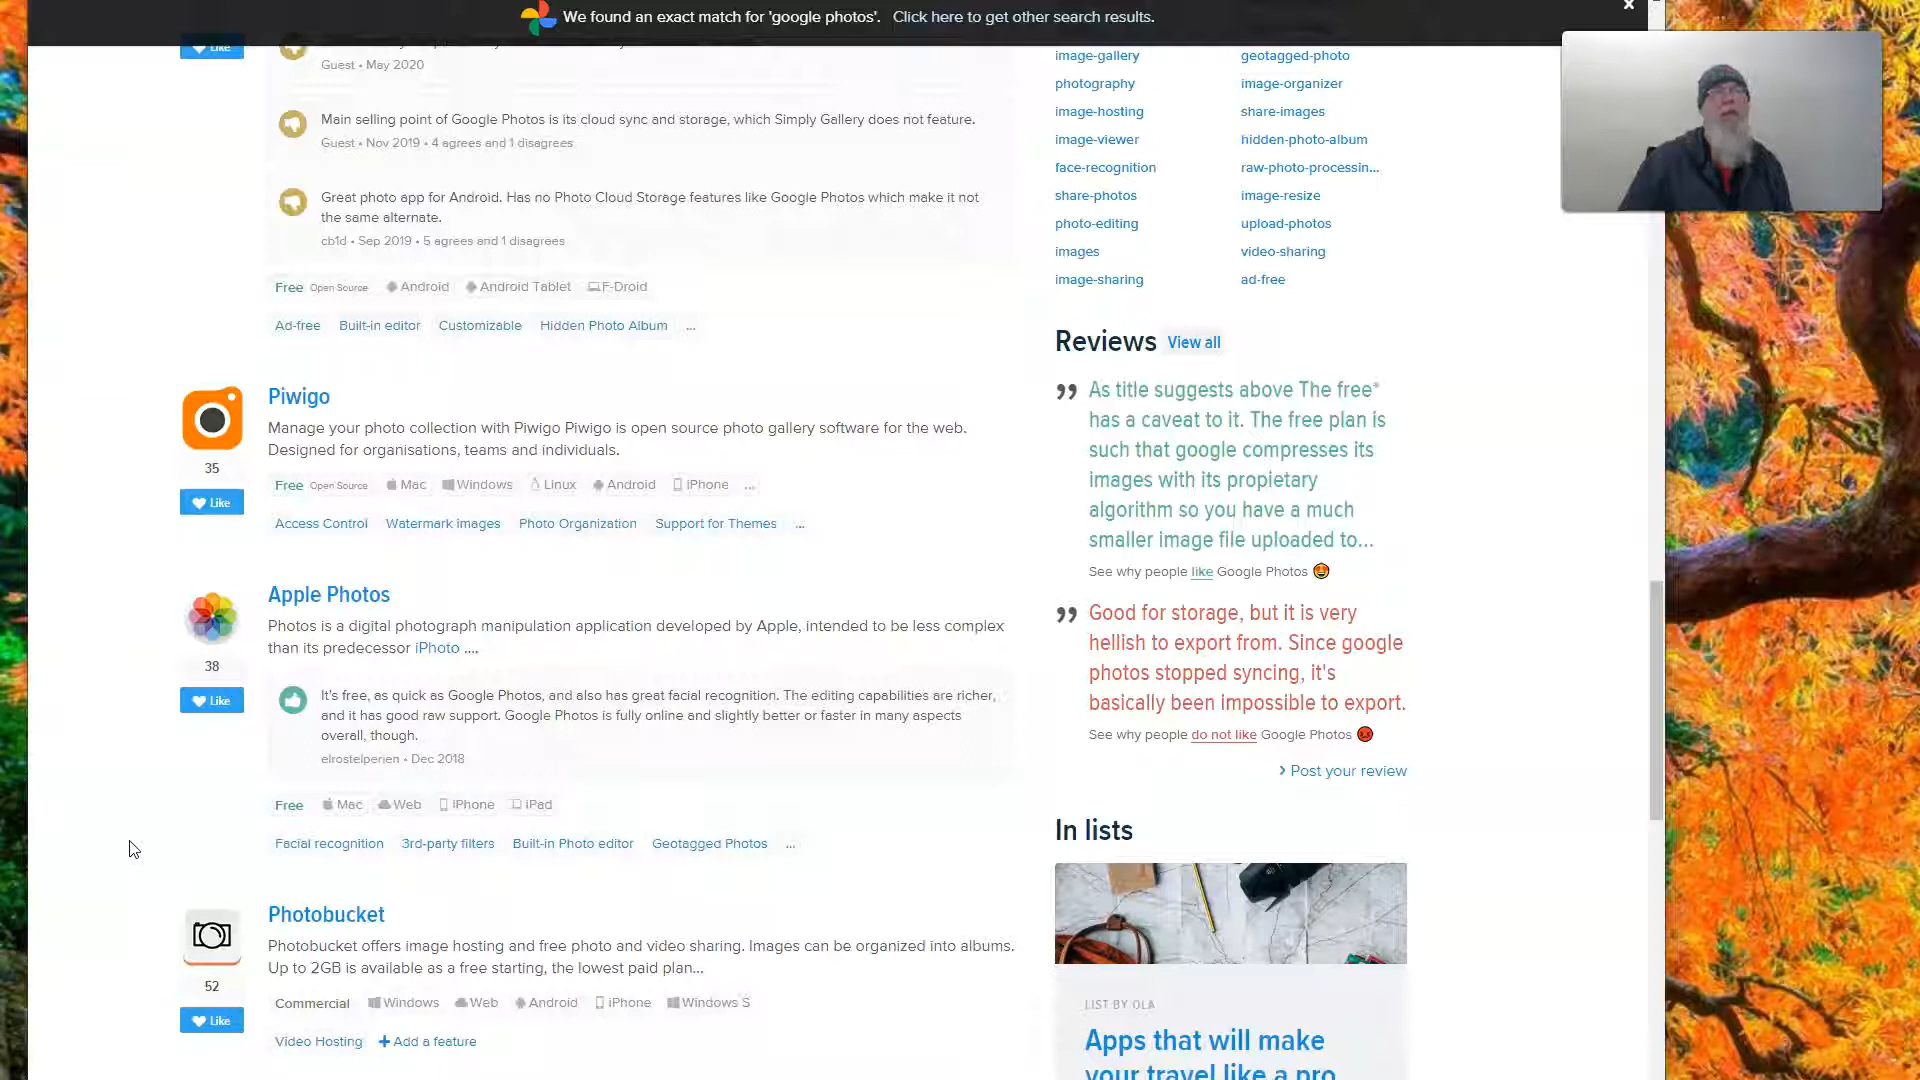 We found an exact match for 'google photos'. Click here to get other search results.
Like
Guest • May 2020
Main selling point of Google Photos is its cloud sync and storage, which Simply Gallery does not feature.
Guest • Nov 2019 • 4 agrees and 1 disagrees
Great photo app for Android. Has no Photo Cloud Storage features like Google Photos which make it not
the same alternate.
cb1d • Sep 2019 • 5 agrees and 1 disagrees
Free Open Source Android Android Tablet F-Droid
Ad-free Built-in editor Customizable Hidden Photo Album ...
Piwigo
Manage your photo collection with Piwigo Piwigo is open source photo gallery software for the web.
Designed for organisations, teams and individuals.
35
Free Open Source Mac Windows Linux Android iPhone ...
Like
Access Control Watermark images Photo Organization Support for Themes ...
Apple Photos
Photos is a digital photograph manipulation application developed by Apple, intended to be less complex
than its predecessor iPhoto ....
38
Like
It's free, as quick as Google Photos, and also has great facial recognition. The editing capabilities are richer,
and it has good raw support. Google Photos is fully online and slightly better or faster in many aspects
overall, though.
elrostelperien • Dec 2018
Free Mac Web iPhone iPad
Facial recognition 3rd-party filters Built-in Photo editor Geotagged Photos ...
Photobucket
Photobucket offers image hosting and free photo and video sharing. Images can be organized into albums.
Up to 2GB is available as a free starting, the lowest paid plan...
52
Commercial Windows Web Android iPhone Windows S
Like
Video Hosting + Add a feature
image-gallery geotagged-photo
photography image-organizer
image-hosting share-images
image-viewer hidden-photo-album
face-recognition raw-photo-processin...
share-photos image-resize
photo-editing upload-photos
images video-sharing
image-sharing ad-free
Reviews View all
As title suggests above The free*
has a caveat to it. The free plan is
such that google compresses its
images with its propietary
algorithm so you have a much
smaller image file uploaded to...
See why people like Google Photos
Good for storage, but it is very
hellish to export from. Since google
photos stopped syncing, it's
basically been impossible to export.
See why people do not like Google Photos
› Post your review
In lists
LIST BY OLA
Apps that will make
your travel like a pro